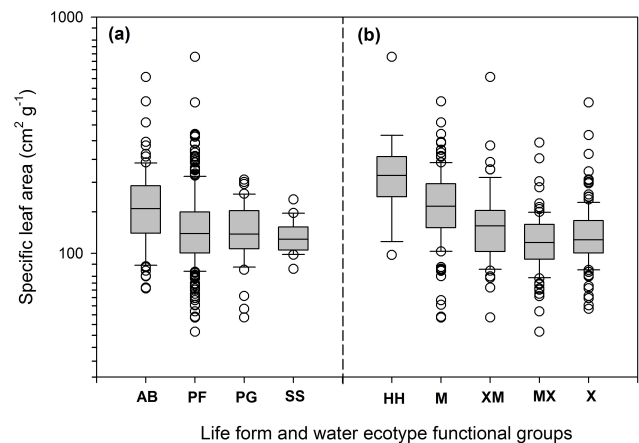 1000
(a)
(b)
Specific leaf area (cm² g⁻¹)
100
AB PF PG SS HH M XM MX X
Life form and water ecotype functional groups